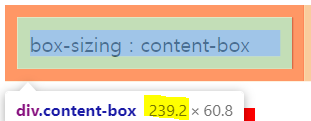 box-sizing : content-box
div.content-box 239.2 × 60.8